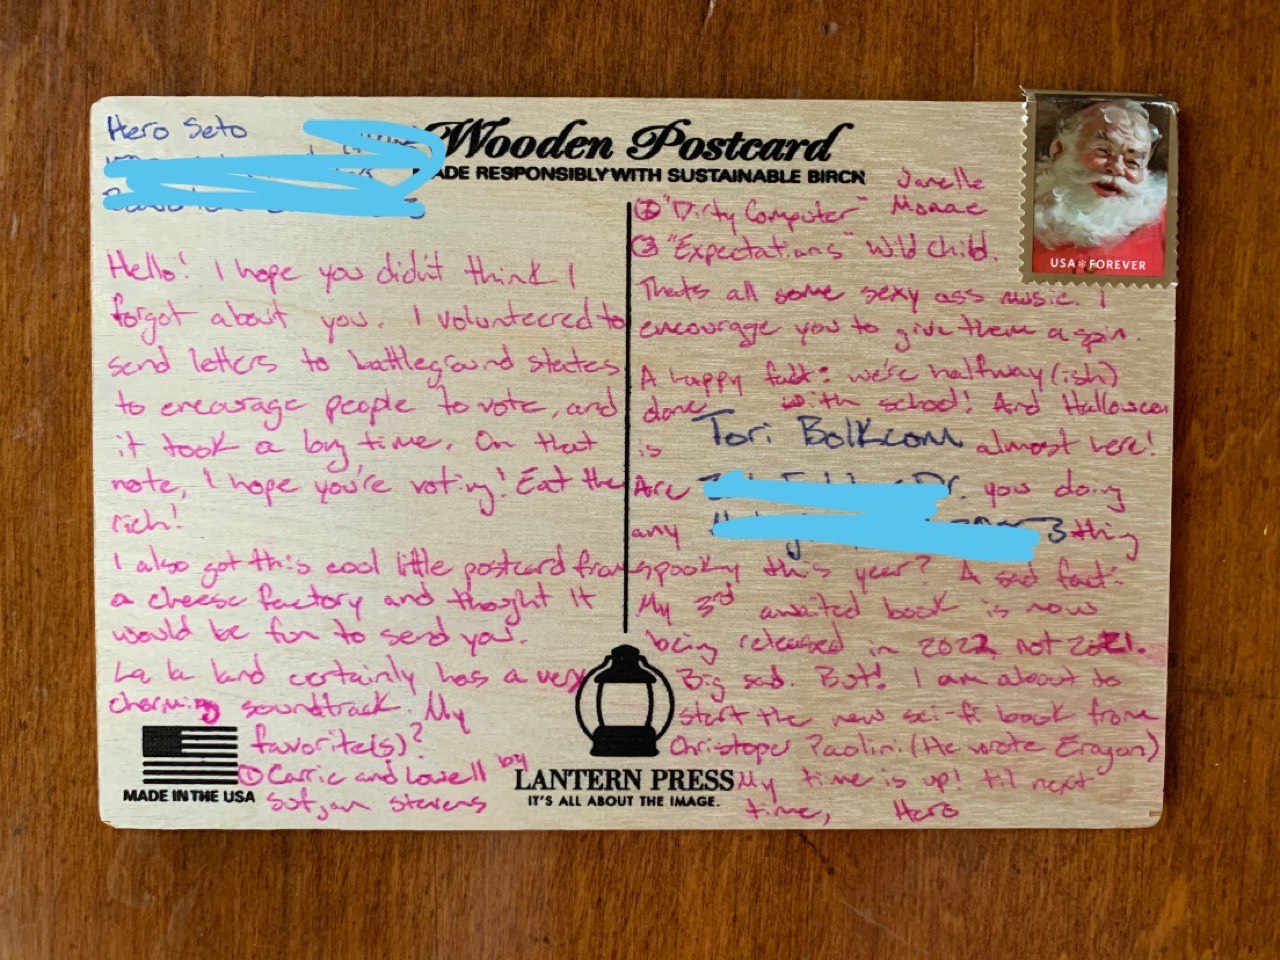 Hero Seto
Wooden Postcard
MADE RESPONSIBLY WITH SUSTAINABLE BIRCH
USA FOREVER
Hello! I hope you didn't think I
forgot about you. I volunteered to
send letters to battleground states
to encourage people to vote, and
it took a long time. On that
note, I hope you're voting! Eat the
rich!
I also got this cool little postcard from
a cheese factory and thought it
would be fun to send you.
La la land certainly has a very
charming soundtrack. My
favorite(s)?
① Carrie and Lowell by
Sufjan Stevens
MADE IN THE USA
LANTERN PRESS
IT'S ALL ABOUT THE IMAGE.
② "Dirty Computer" Janelle Monae
③ "Expectations" Wild Child.
Thats all some sexy ass music. I
encourage you to give them a spin.
A happy fact: we're halfway (ish)
done with school! And Halloween
is almost here!
Tori Bolkcom
Are you doing
Dr.
any thing
3
spooky this year? A sad fact:
My 3rd awaited book is now
being released in 2022 not 2021.
Big sad. But! I am about to
start the new sci-fi book from
Christoper Paolini (He wrote Eragon)
My time is up! til next
time, Hero